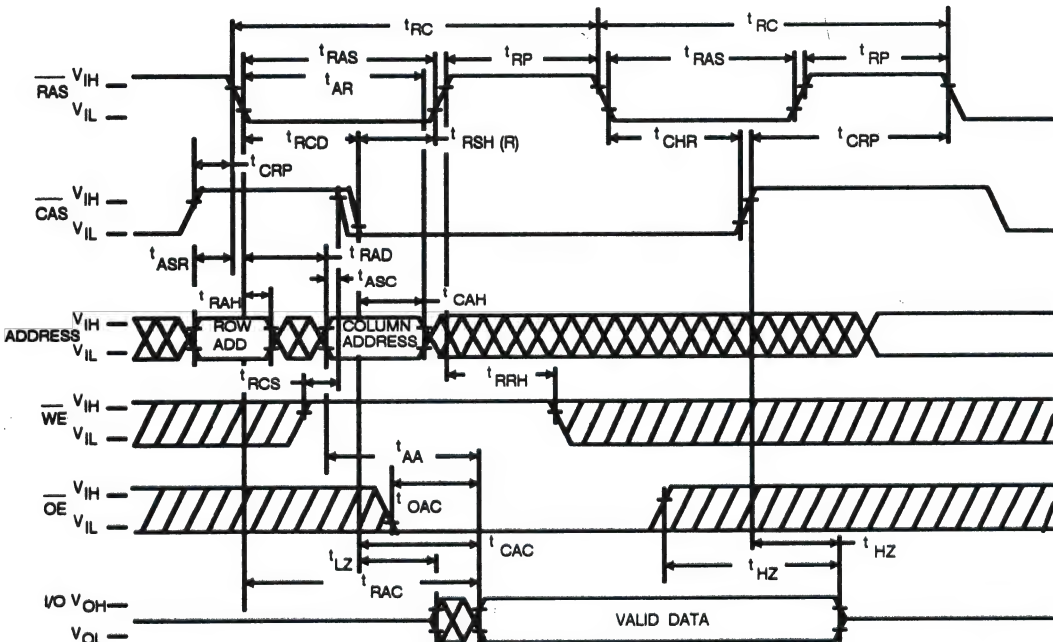 tRC tRC
tRAS tRP tRAS tRP
tAR
RAS VIH
VIL
tRCD tRSH (R) tCHR tCRP
tCRP
CAS VIH
VIL
tASR tRAD
tASC
tRAH tCAH
ADDRESS VIH
VIL
ROW ADD
COLUMN ADDRESS
tRCS tRRH
WE VIH
VIL
tAA
OE VIH
VIL
tOAC
tCAC tHZ
tLZ tHZ
tRAC
I/O VOH
VOL
VALID DATA